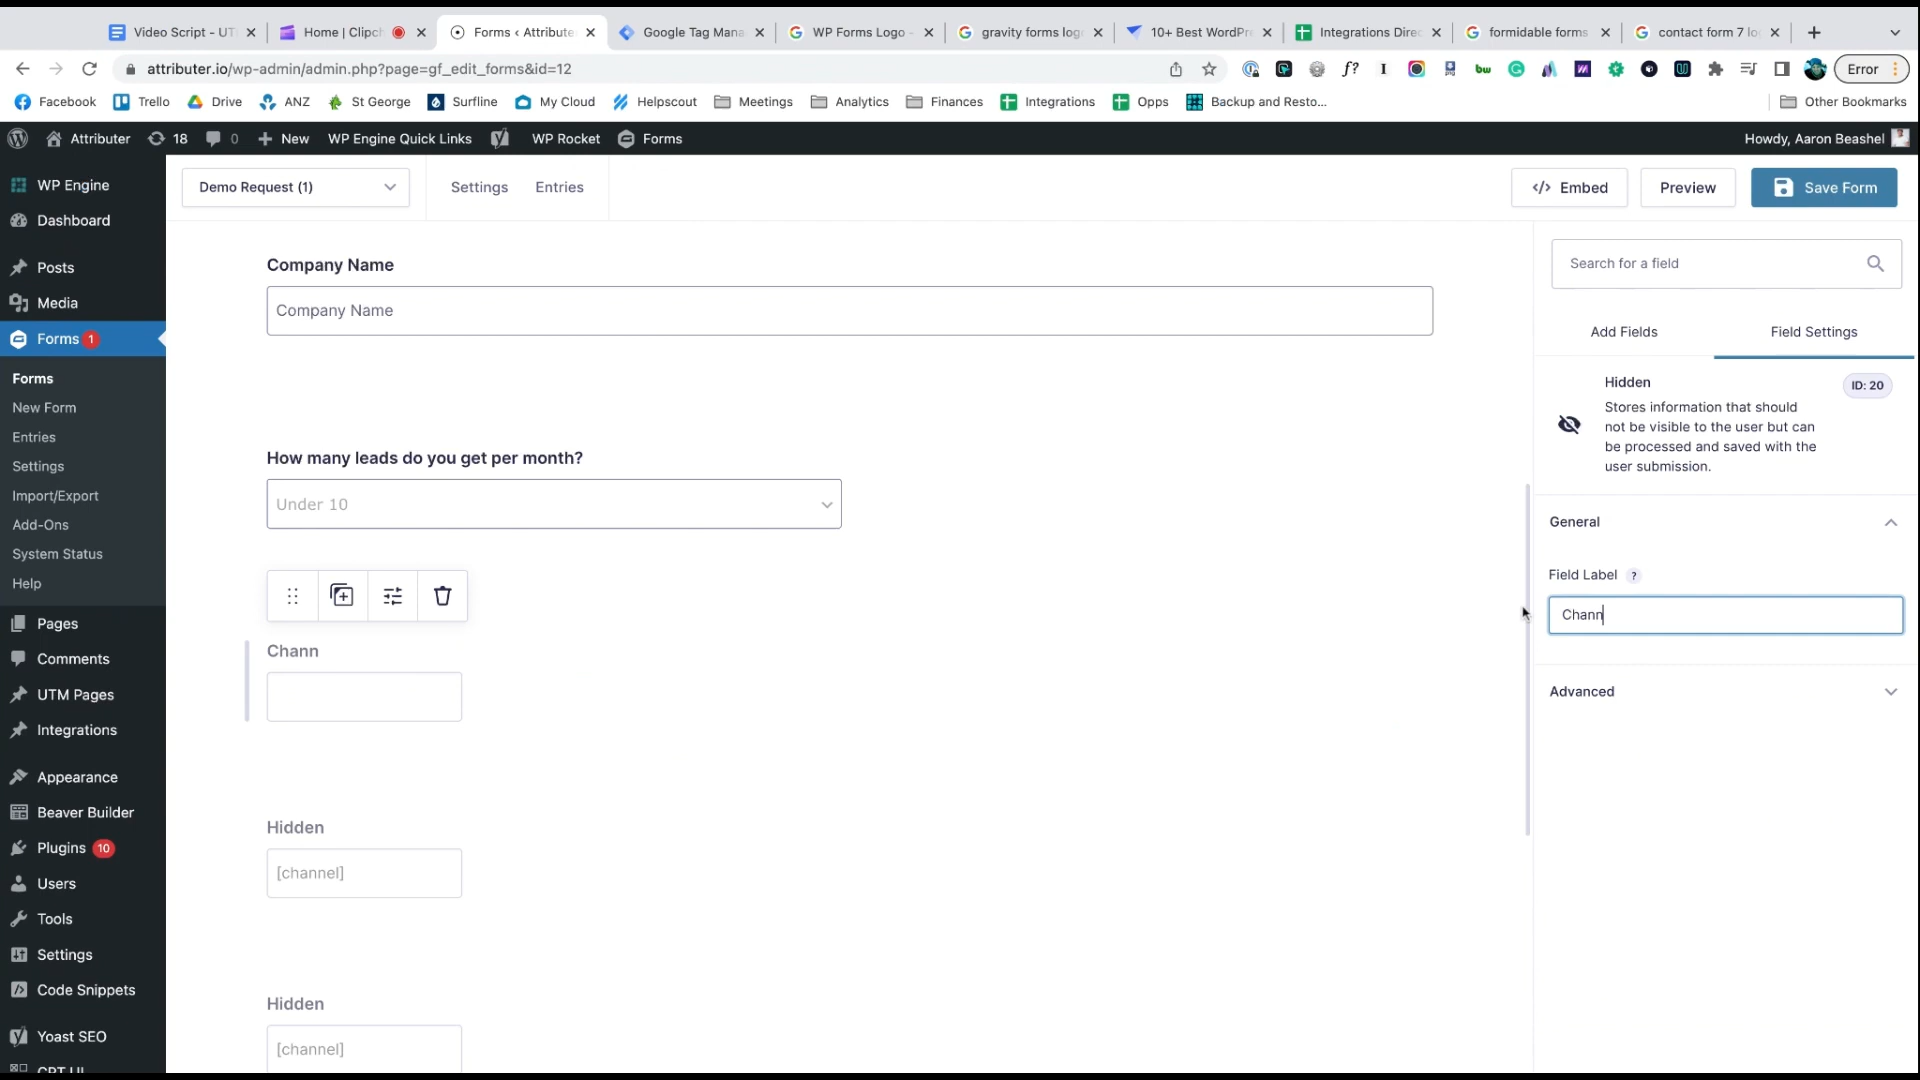 Video Script - UT
Home | Clipch
Forms ‹ Attribute
Google Tag Mana
WP Forms Logo -
gravity forms log
10+ Best WordPr
Integrations Direc
formidable forms
contact form 7 lo
attributer.io/wp-admin/admin.php?page=gf_edit_forms&id=12
Error
Facebook
Trello
Drive
ANZ
St George
Surfline
My Cloud
Helpscout
Meetings
Analytics
Finances
Integrations
Opps
Backup and Resto...
Other Bookmarks
Attributer
18
0
New
WP Engine Quick Links
WP Rocket
Forms
Howdy, Aaron Beashel
WP Engine
Dashboard
Posts
Media
Forms 1
Forms
New Form
Entries
Settings
Import/Export
Add-Ons
System Status
Help
Pages
Comments
UTM Pages
Integrations
Appearance
Beaver Builder
Plugins 10
Users
Tools
Settings
Code Snippets
Yoast SEO
CPT UI
Demo Request (1)
Settings
Entries
</> Embed
Preview
Save Form
Company Name
Company Name
How many leads do you get per month?
Under 10
Chann
Hidden
[channel]
Hidden
[channel]
Search for a field
Add Fields
Field Settings
Hidden
ID: 20
Stores information that should
not be visible to the user but can
be processed and saved with the
user submission.
General
Field Label ?
Chann
Advanced